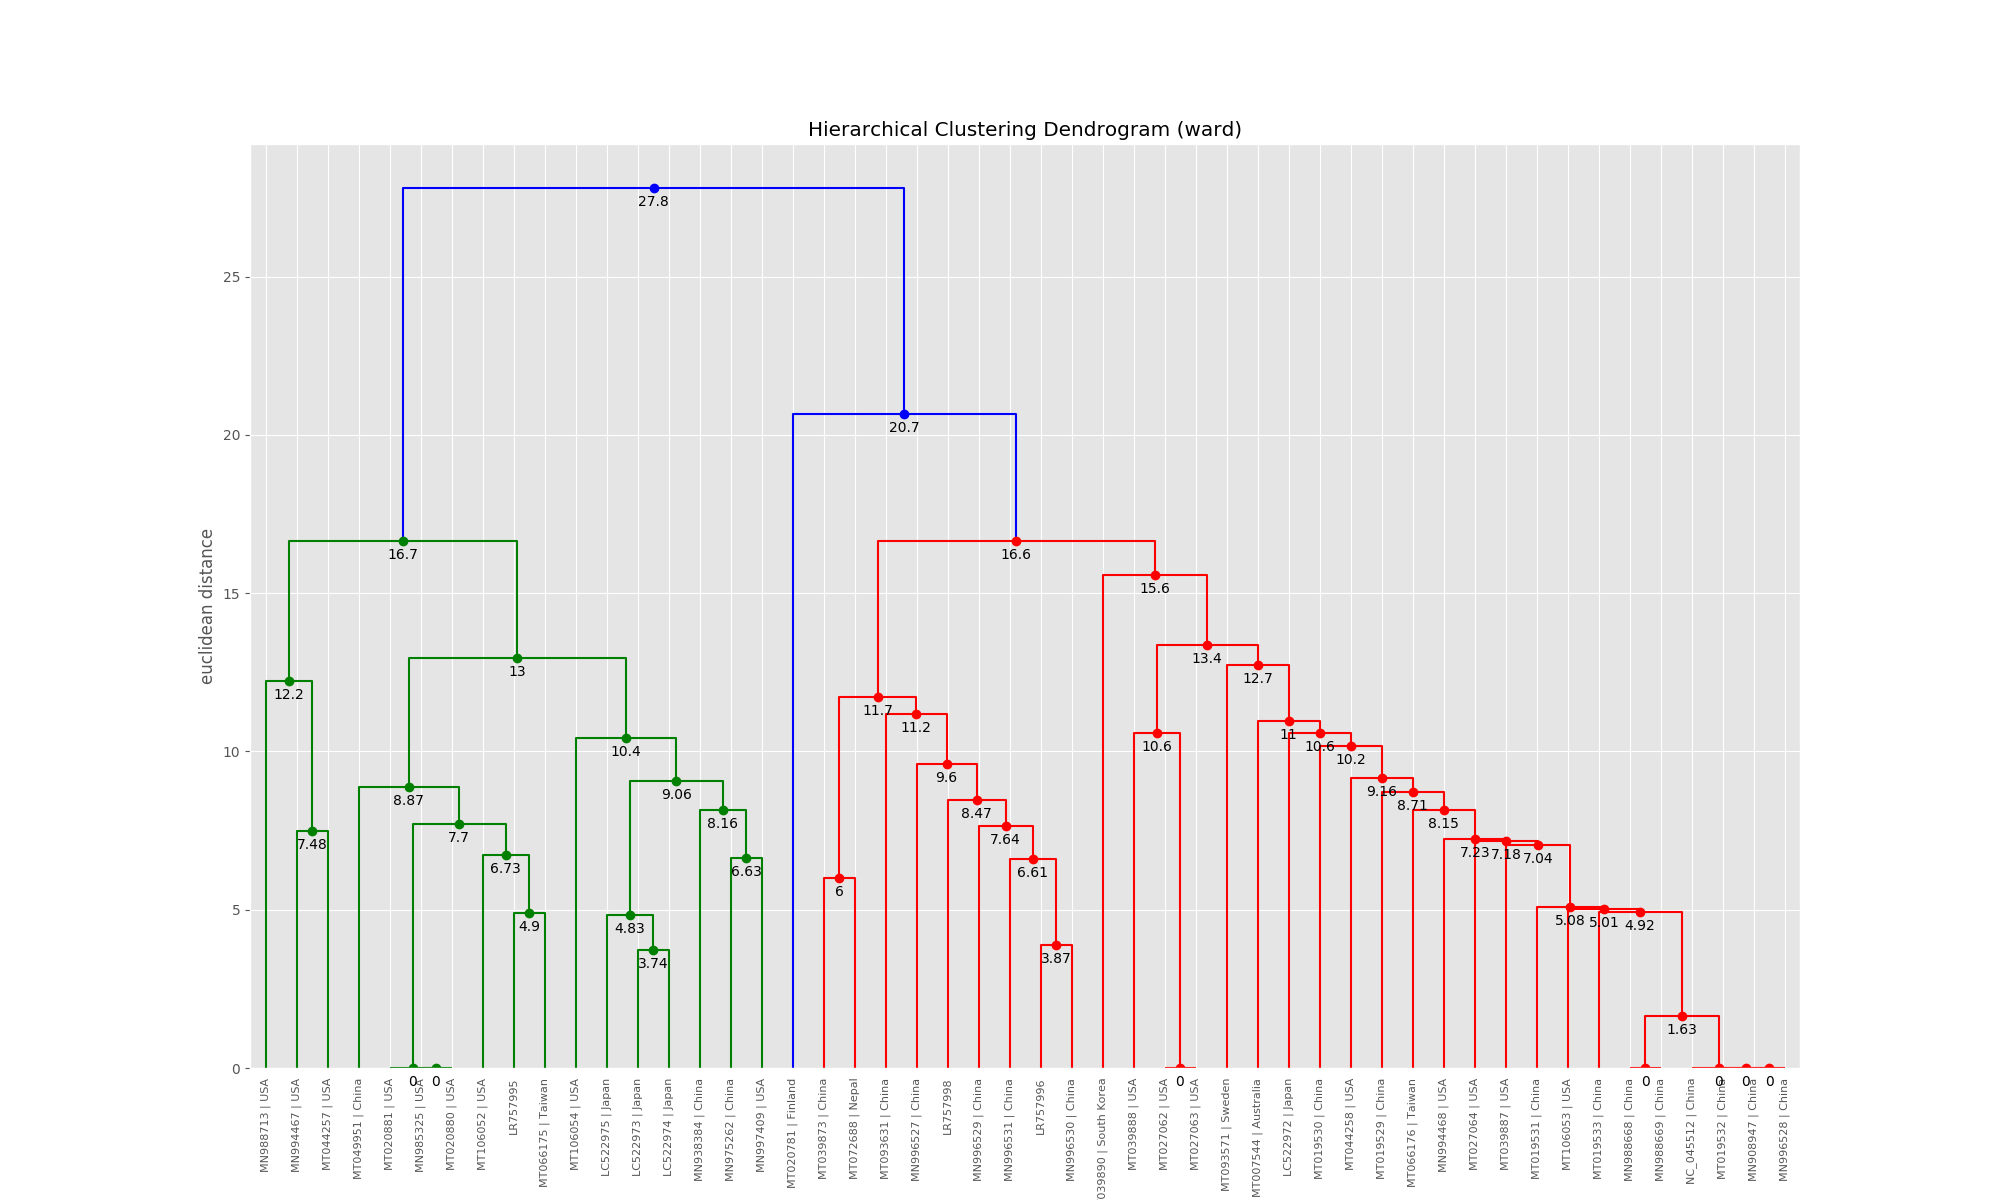 Hierarchical Clustering Dendrogram (ward)
euclidean distance
25
20
15
10
5
0
27.8
20.7
16.7
16.6
15.6
13
13.4
12.7
12.2
11.7
11.2
11
10.6
10.6
10.2
10.4
9.6
9.16
9.06
8.87
8.71
8.47
8.16
8.15
7.7
7.64
7.48
7.23
7.18
7.04
6.73
6.63
6.61
6
5.08
5.01
4.92
4.9
4.83
3.87
3.74
1.63
0
0
0
0
0
0
0
MN988713 | USA
MN994467 | USA
MT044257 | USA
MT049951 | China
MT020881 | USA
MN985325 | USA
MT020880 | USA
MT106052 | USA
LR757995
MT066175 | Taiwan
MT106054 | USA
LC522975 | Japan
LC522973 | Japan
LC522974 | Japan
MN938384 | China
MN975262 | China
MN997409 | USA
MT020781 | Finland
MT039873 | China
MT072688 | Nepal
MT093631 | China
MN996527 | China
LR757998
MN996529 | China
MN996531 | China
LR757996
MN996530 | China
039890 | South Korea
MT039888 | USA
MT027062 | USA
MT027063 | USA
MT093571 | Sweden
MT007544 | Australia
LC522972 | Japan
MT019530 | China
MT044258 | USA
MT019529 | China
MT066176 | Taiwan
MN994468 | USA
MT027064 | USA
MT039887 | USA
MT019531 | China
MT106053 | USA
MT019533 | China
MN988668 | China
MN988669 | China
NC_045512 | China
MT019532 | China
MN908947 | China
MN996528 | China